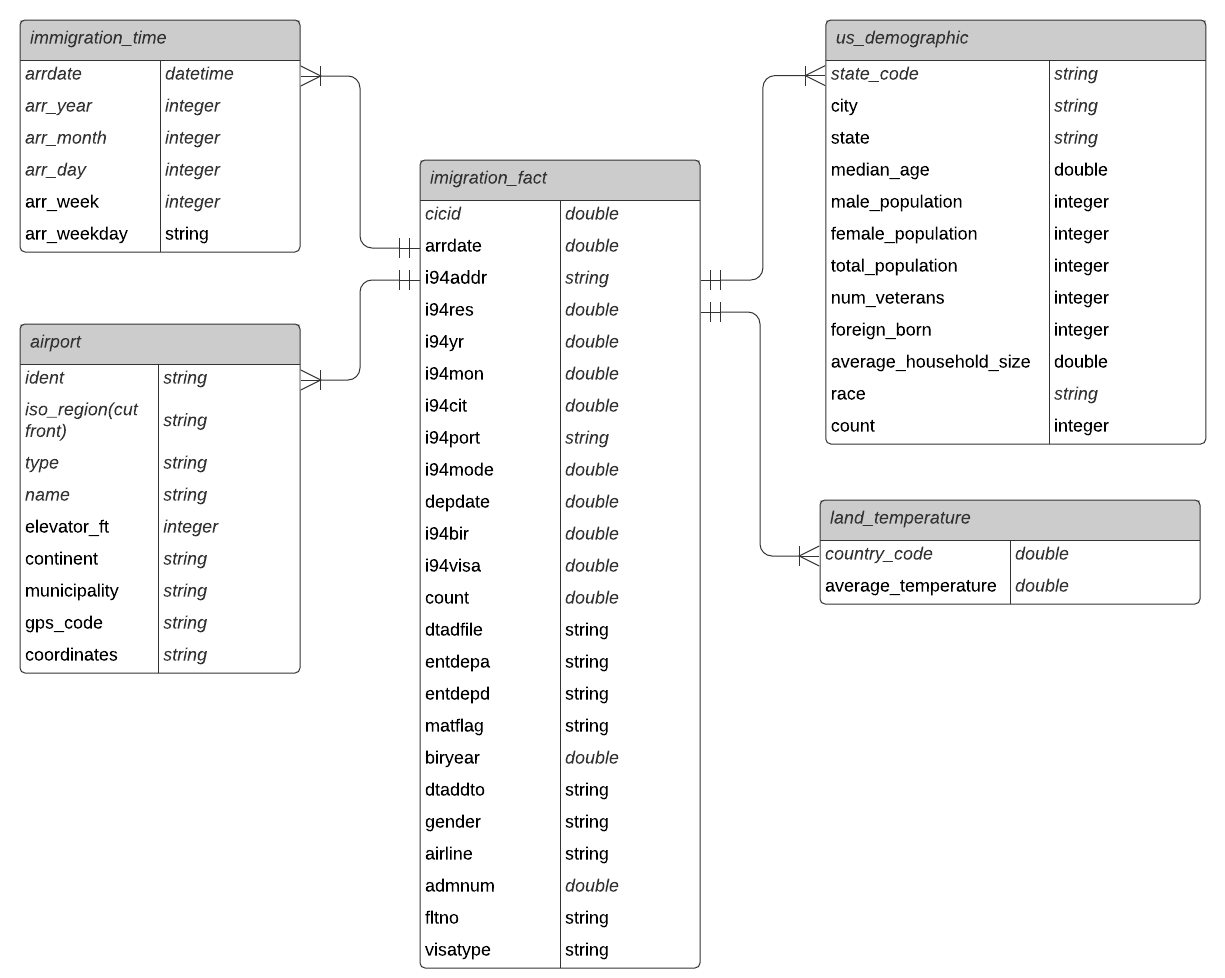 immigration_time
arrdate datetime
arr_year integer
arr_month integer
arr_day integer
arr_week integer
arr_weekday string
airport
ident string
iso_region(cut
front) string
type string
name string
elevator_ft integer
continent string
municipality string
gps_code string
coordinates string
imigration_fact
cicid double
arrdate double
i94addr string
i94res double
i94yr double
i94mon double
i94cit double
i94port string
i94mode double
depdate double
i94bir double
i94visa double
count double
dtadfile string
entdepa string
entdepd string
matflag string
biryear double
dtaddto string
gender string
airline string
admnum double
fltno string
visatype string
us_demographic
state_code string
city string
state string
median_age double
male_population integer
female_population integer
total_population integer
num_veterans integer
foreign_born integer
average_household_size double
race string
count integer
land_temperature
country_code double
average_temperature double